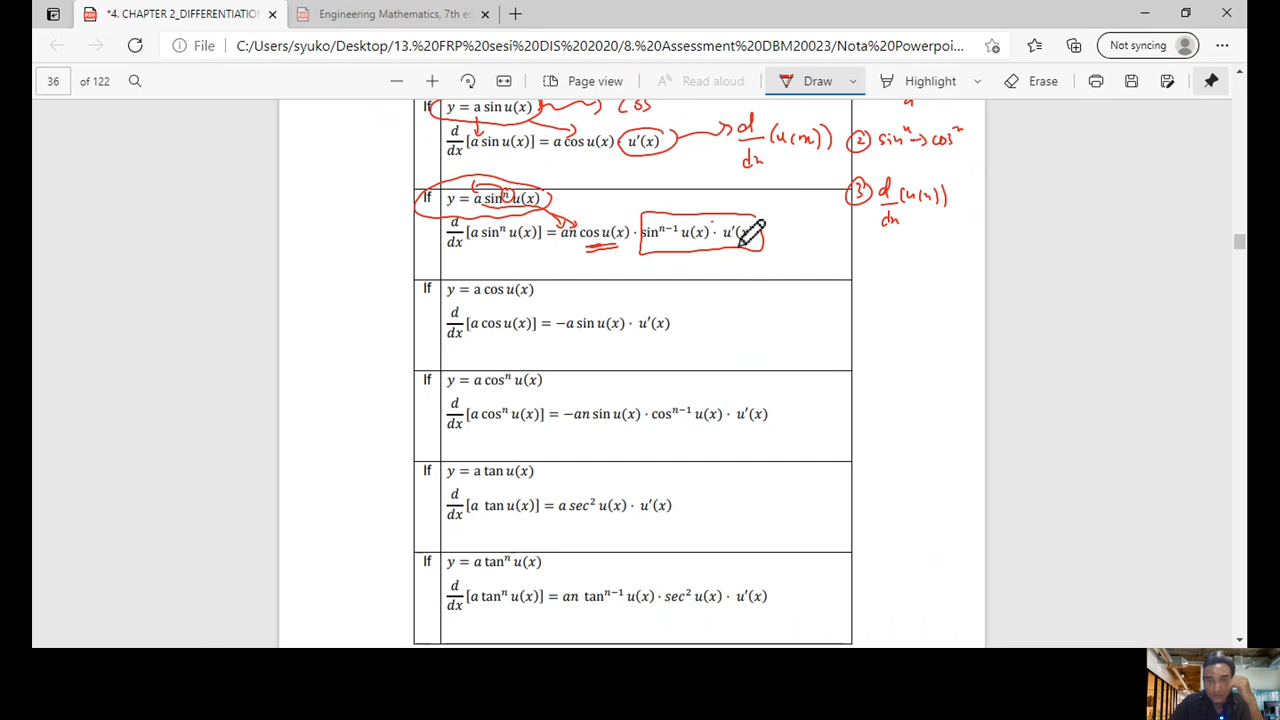 *4. CHAPTER 2_DIFFERENTIATIO
Engineering Mathematics, 7th ed
File
C:/Users/syuko/Desktop/13.%20FRP%20sesi%20DIS%202020/8.%20Assessment%20DBM20023/Nota%20Powerpoi...
Not syncing
36 of 122
Page view
Read aloud
Draw
Highlight
Erase
If y = a sin u(x)
d/dx [a sin u(x)] = a cos u(x) · u′(x)
d/dx (u(x))
② sinⁿ → cosⁿ
③ d/dx (u(x))
If y = a sinⁿ u(x)
d/dx [a sinⁿ u(x)] = an cos u(x) · sinⁿ⁻¹ u(x) · u′(
If y = a cos u(x)
d/dx [a cos u(x)] = −a sin u(x) · u′(x)
If y = a cosⁿ u(x)
d/dx [a cosⁿ u(x)] = −an sin u(x) · cosⁿ⁻¹ u(x) · u′(x)
If y = a tan u(x)
d/dx [a tan u(x)] = a sec² u(x) · u′(x)
If y = a tanⁿ u(x)
d/dx [a tanⁿ u(x)] = an tanⁿ⁻¹ u(x) · sec² u(x) · u′(x)